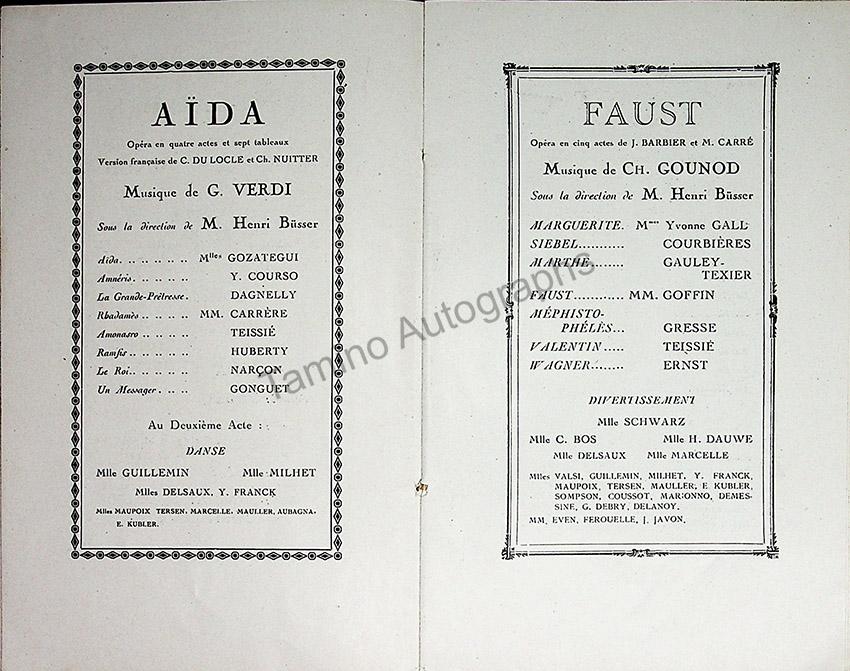 AÏDA
Opéra en quatre actes et sept tableaux
Version française de C. DU LOCLE et Ch. NUITTER
Musique de G. VERDI
Sous la direction de M. Henri Büsser
Aïda. . . . . . . . Mlles GOZATEGUI
Amnéris. . . . . . . Y. COURSO
La Grande-Prêtresse. DAGNELLY
Rhadamès . . . . . . MM. CARRÈRE
Amonasro . . . . . . TEISSIÉ
Ramfis . . . . . . . HUBERTY
Le Roi. . . . . . . . NARÇON
Un Messager . . . . GONGUET
Au Deuxième Acte :
DANSE
Mlle GUILLEMIN Mlle MILHET
Mlles DELSAUX, Y. FRANCK
Mlles MAUPOIX TERSEN, MARCELLE, MAULLER, AUBAGNA,
E. KUBLER.
FAUST
Opéra en cinq actes de J. BARBIER et M. CARRÉ
Musique de CH. GOUNOD
Sous la direction de M. Henri Büsser
MARGUERITE. Mme Yvonne GALL
SIEBEL........... COURBIÈRES
MARTHE......... GAULEY-
TEXIER
FAUST............ MM. GOFFIN
MÉPHISTO-
PHÉLÈS... GRESSE
VALENTIN..... TEISSIÉ
WAGNER........ ERNST
DIVERTISSEMENT
Mlle SCHWARZ
Mlle C. BOS Mlle H. DAUWE
Mlle DELSAUX Mlle MARCELLE
Mlles VALSI, GUILLEMIN, MILHET, Y. FRANCK,
MAUPOIX, TERSEN, MAULLER, E. KUBLER,
SOMPSON, COUSSOT, MARIONNO, DEMES-
SINE, G. DEBRY, DELANOY.
MM. EVEN, FEROUELLE, J. JAVON.
Tamino Autographs